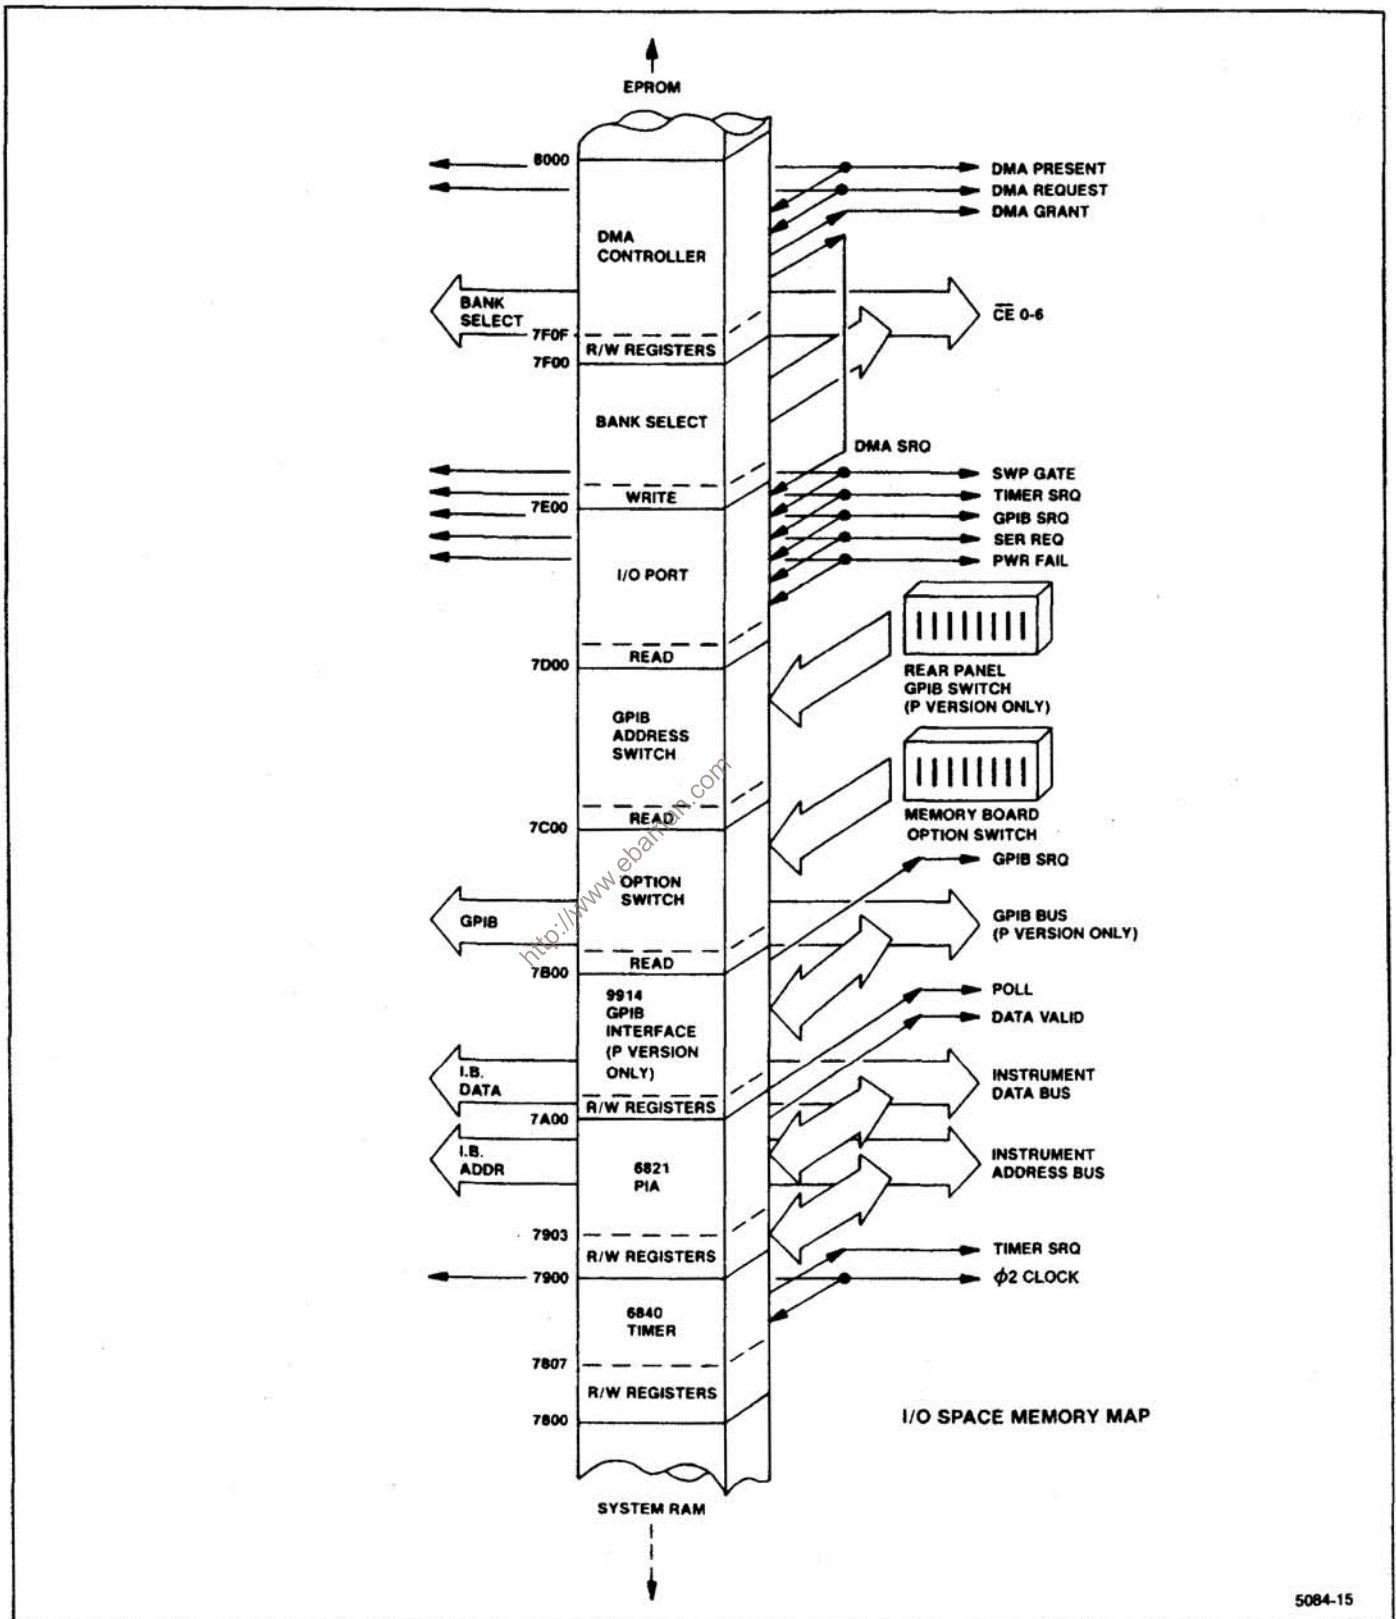 EPROM
8000
DMA PRESENT
DMA REQUEST
DMA GRANT
DMA
CONTROLLER
BANK
SELECT
CE 0-6
7F0F
R/W REGISTERS
7F00
BANK SELECT
DMA SRQ
SWP GATE
WRITE
TIMER SRQ
7E00
GPIB SRQ
SER REQ
PWR FAIL
I/O PORT
READ
7D00
REAR PANEL
GPIB SWITCH
(P VERSION ONLY)
GPIB
ADDRESS
SWITCH
READ
7C00
MEMORY BOARD
OPTION SWITCH
GPIB SRQ
OPTION
SWITCH
GPIB
GPIB BUS
(P VERSION ONLY)
READ
7B00
9914
GPIB
INTERFACE
(P VERSION
ONLY)
POLL
DATA VALID
I.B.
DATA
INSTRUMENT
DATA BUS
R/W REGISTERS
7A00
I.B.
ADDR
6821
PIA
INSTRUMENT
ADDRESS BUS
7903
R/W REGISTERS
TIMER SRQ
7900
ϕ2 CLOCK
6840
TIMER
7807
R/W REGISTERS
7800
I/O SPACE MEMORY MAP
SYSTEM RAM
5084-15
http://www.ebaman.com